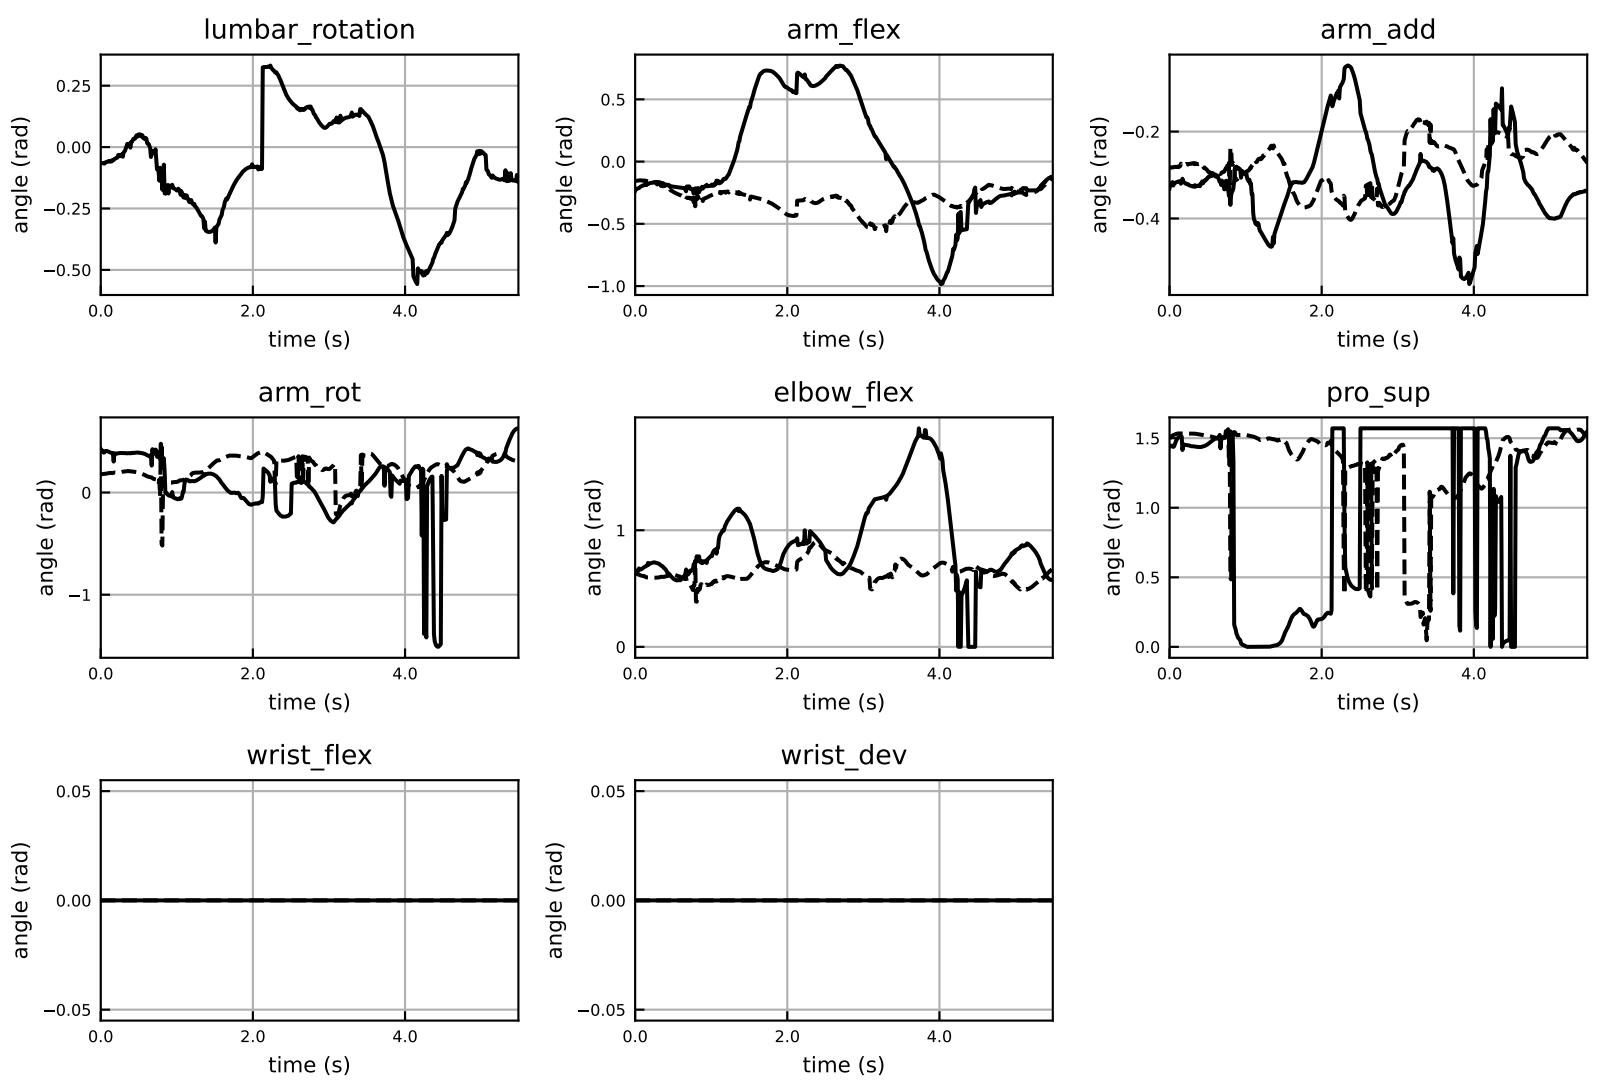 lumbar_rotation
angle (rad)
0.25
0.00
−0.25
−0.50
0.0 2.0 4.0
time (s)
arm_flex
angle (rad)
0.5
0.0
−0.5
−1.0
0.0 2.0 4.0
time (s)
arm_add
angle (rad)
−0.2
−0.4
0.0 2.0 4.0
time (s)
arm_rot
angle (rad)
0
−1
0.0 2.0 4.0
time (s)
elbow_flex
angle (rad)
1
0
0.0 2.0 4.0
time (s)
pro_sup
angle (rad)
1.5
1.0
0.5
0.0
0.0 2.0 4.0
time (s)
wrist_flex
angle (rad)
0.05
0.00
−0.05
0.0 2.0 4.0
time (s)
wrist_dev
angle (rad)
0.05
0.00
−0.05
0.0 2.0 4.0
time (s)